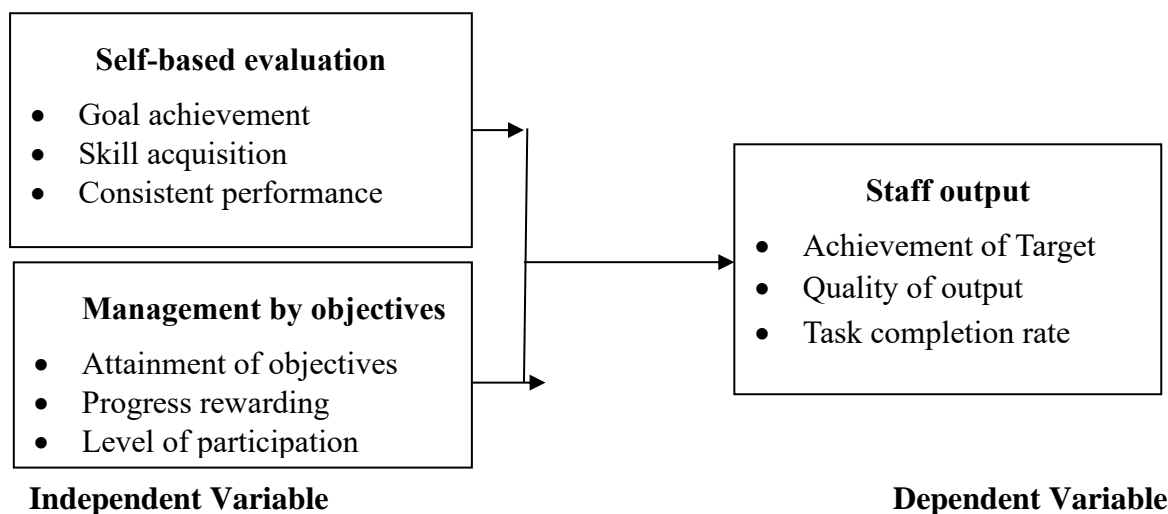 Self-based evaluation
• Goal achievement
• Skill acquisition
• Consistent performance
Management by objectives
• Attainment of objectives
• Progress rewarding
• Level of participation
Staff output
• Achievement of Target
• Quality of output
• Task completion rate
Independent Variable
Dependent Variable